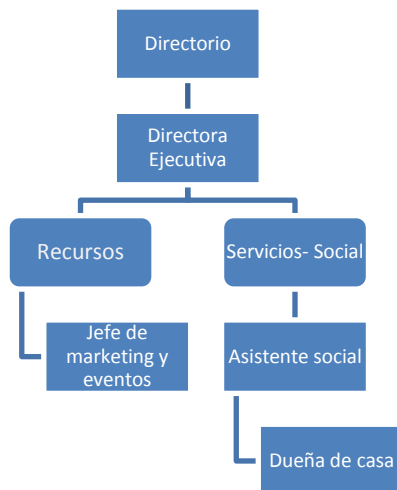 Directorio
Directora
Ejecutiva
Recursos
Servicios- Social
Jefe de
marketing y
eventos
Asistente social
Dueña de casa